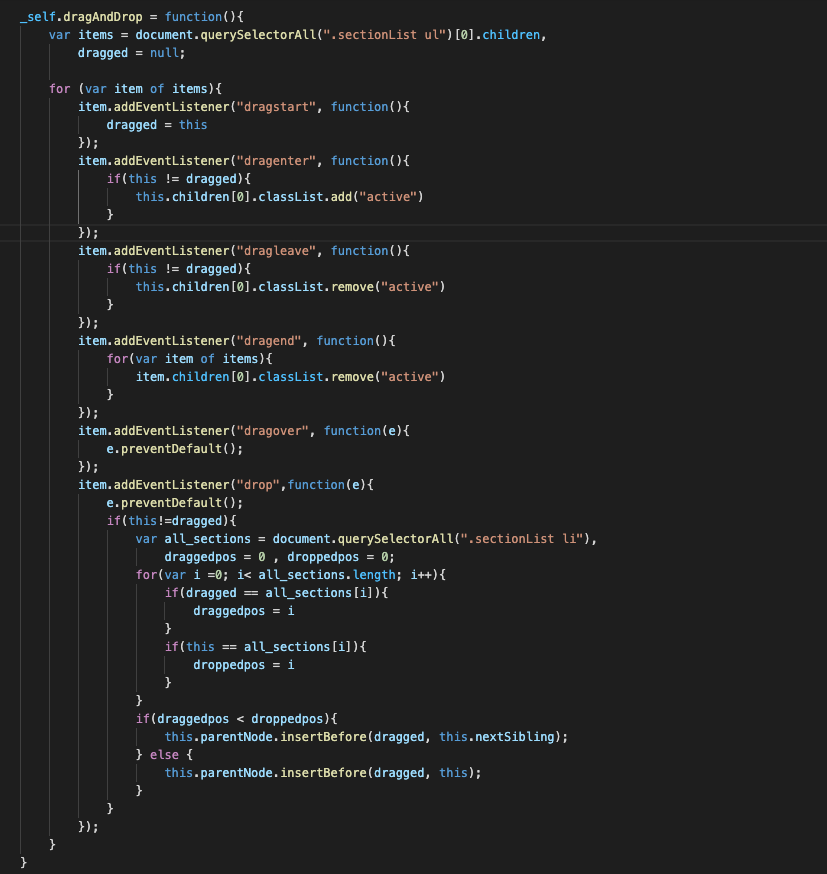 _self.dragAndDrop = function(){
    var items = document.querySelectorAll(".sectionList ul")[0].children,
        dragged = null;

    for (var item of items){
        item.addEventListener("dragstart", function(){
            dragged = this
        });
        item.addEventListener("dragenter", function(){
            if(this != dragged){
                this.children[0].classList.add("active")
            }
        });
        item.addEventListener("dragleave", function(){
            if(this != dragged){
                this.children[0].classList.remove("active")
            }
        });
        item.addEventListener("dragend", function(){
            for(var item of items){
                item.children[0].classList.remove("active")
            }
        });
        item.addEventListener("dragover", function(e){
            e.preventDefault();
        });
        item.addEventListener("drop",function(e){
            e.preventDefault();
            if(this!=dragged){
                var all_sections = document.querySelectorAll(".sectionList li"),
                    draggedpos = 0 , droppedpos = 0;
                for(var i =0; i< all_sections.length; i++){
                    if(dragged == all_sections[i]){
                        draggedpos = i
                    }
                    if(this == all_sections[i]){
                        droppedpos = i
                    }
                }
                if(draggedpos < droppedpos){
                    this.parentNode.insertBefore(dragged, this.nextSibling);
                } else {
                    this.parentNode.insertBefore(dragged, this);
                }
            }
        });
    }
}